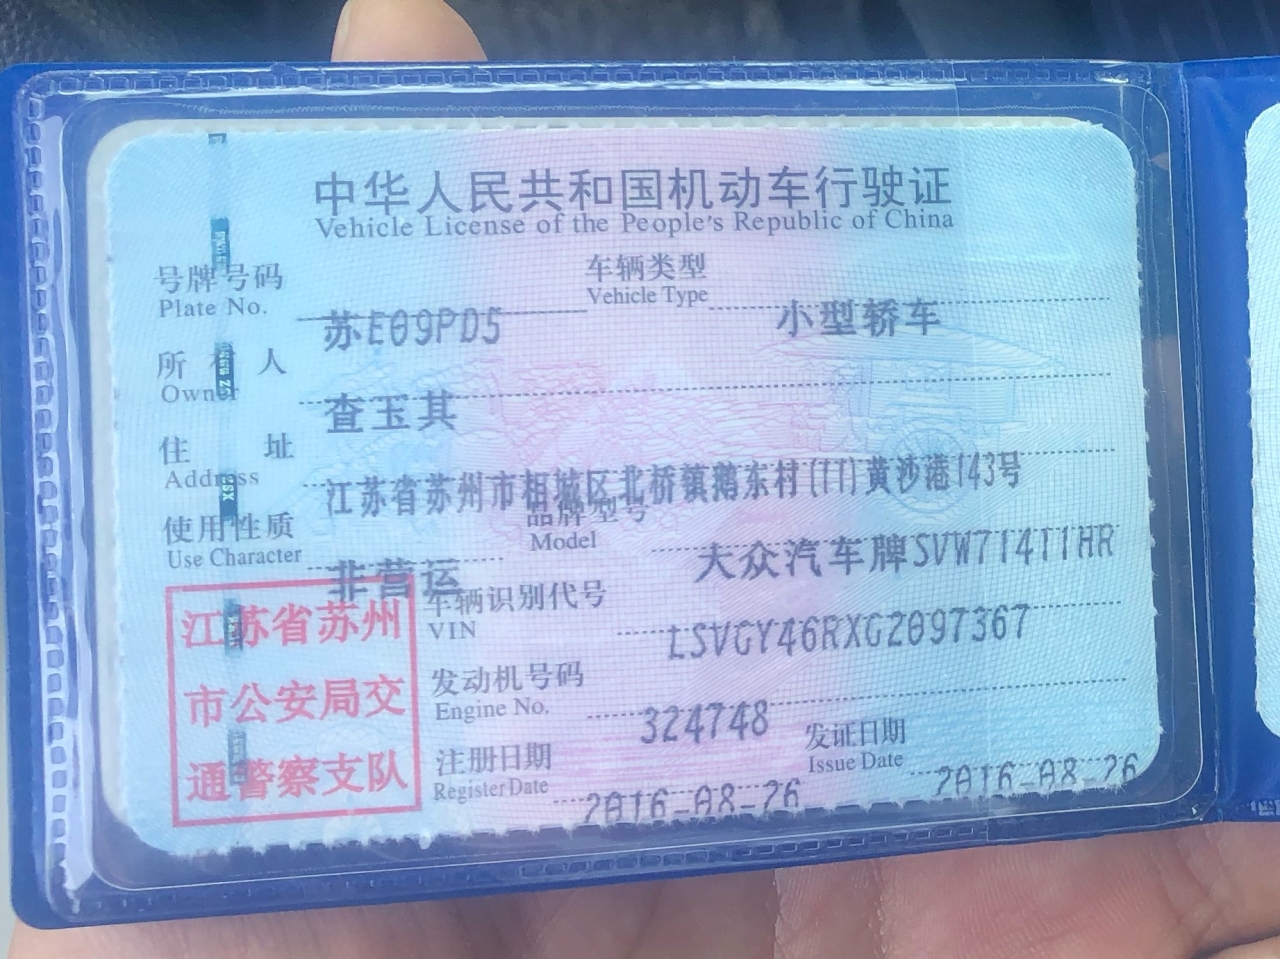 中华人民共和国机动车行驶证
Vehicle License of the People's Republic of China
号牌号码 Plate No. 苏E09PD5 车辆类型 Vehicle Type 小型轿车
所有人 Owner 查玉其
住址 Address 江苏省苏州市相城区北桥镇鹅东村(11)黄沙港143号
使用性质 Use Character 非营运 品牌型号 Model 大众汽车牌SVW71411HR
江苏省苏州
市公安局交
通警察支队
车辆识别代号 VIN LSVGY46RXG2097367
发动机号码 Engine No. 324748
注册日期 Register Date 2016-08-26 发证日期 Issue Date 2016-08-26